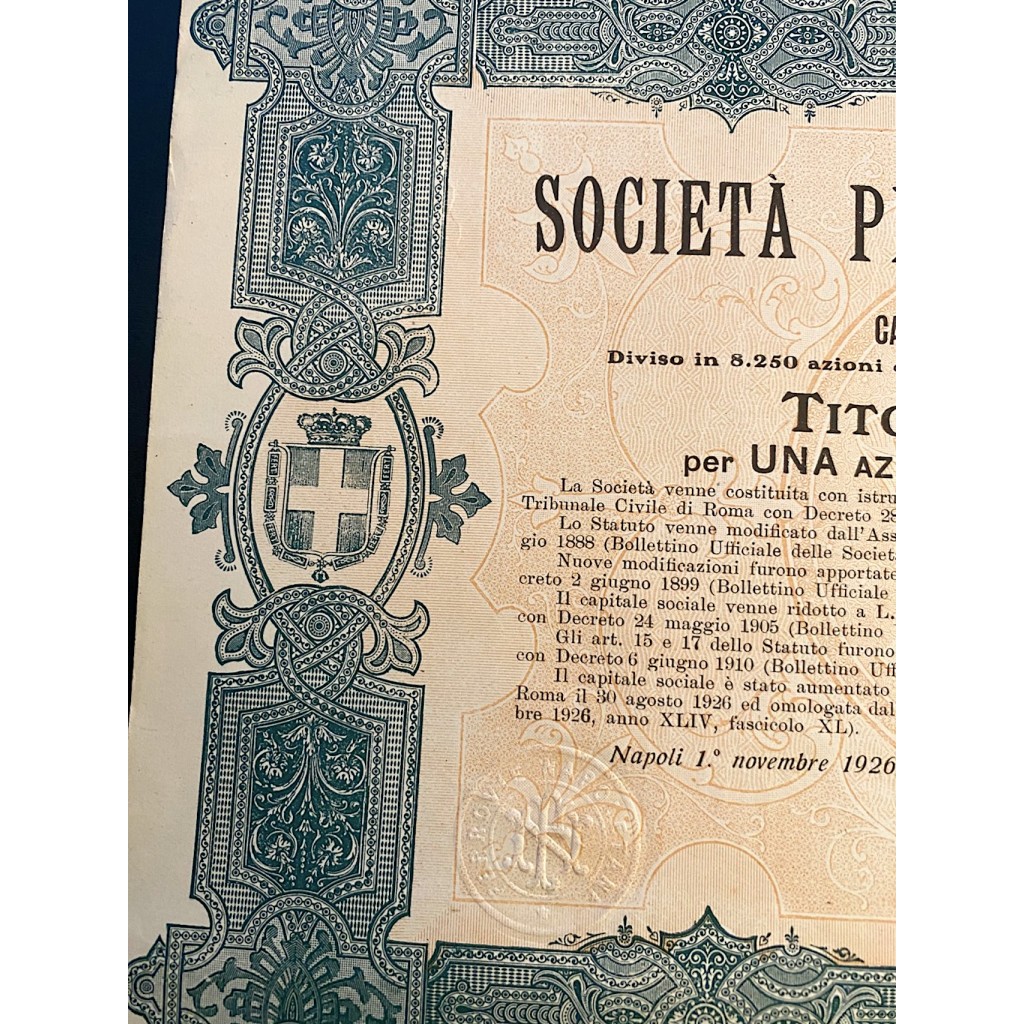 SOCIETÀ P
CA
Diviso in 8.250 azioni
TITO
per UNA AZ
La Società venne costituita con istru
Tribunale Civile di Roma con Decreto 28
Lo Statuto venne modificato dall'Ass
gio 1888 (Bollettino Ufficiale delle Societa
Nuove modificazioni furono apportate
creto 2 giugno 1899 (Bollettino Ufficiale
Il capitale sociale venne ridotto a L.
con Decreto 24 maggio 1905 (Bollettino
Gli art. 15 e 17 dello Statuto furono
con Decreto 6 giugno 1910 (Bollettino Uff
Il capitale sociale è stato aumentato
Roma il 30 agosto 1926 ed omologata dal
bre 1926, anno XLIV, fascicolo XL).
Napoli 1.º novembre 1926